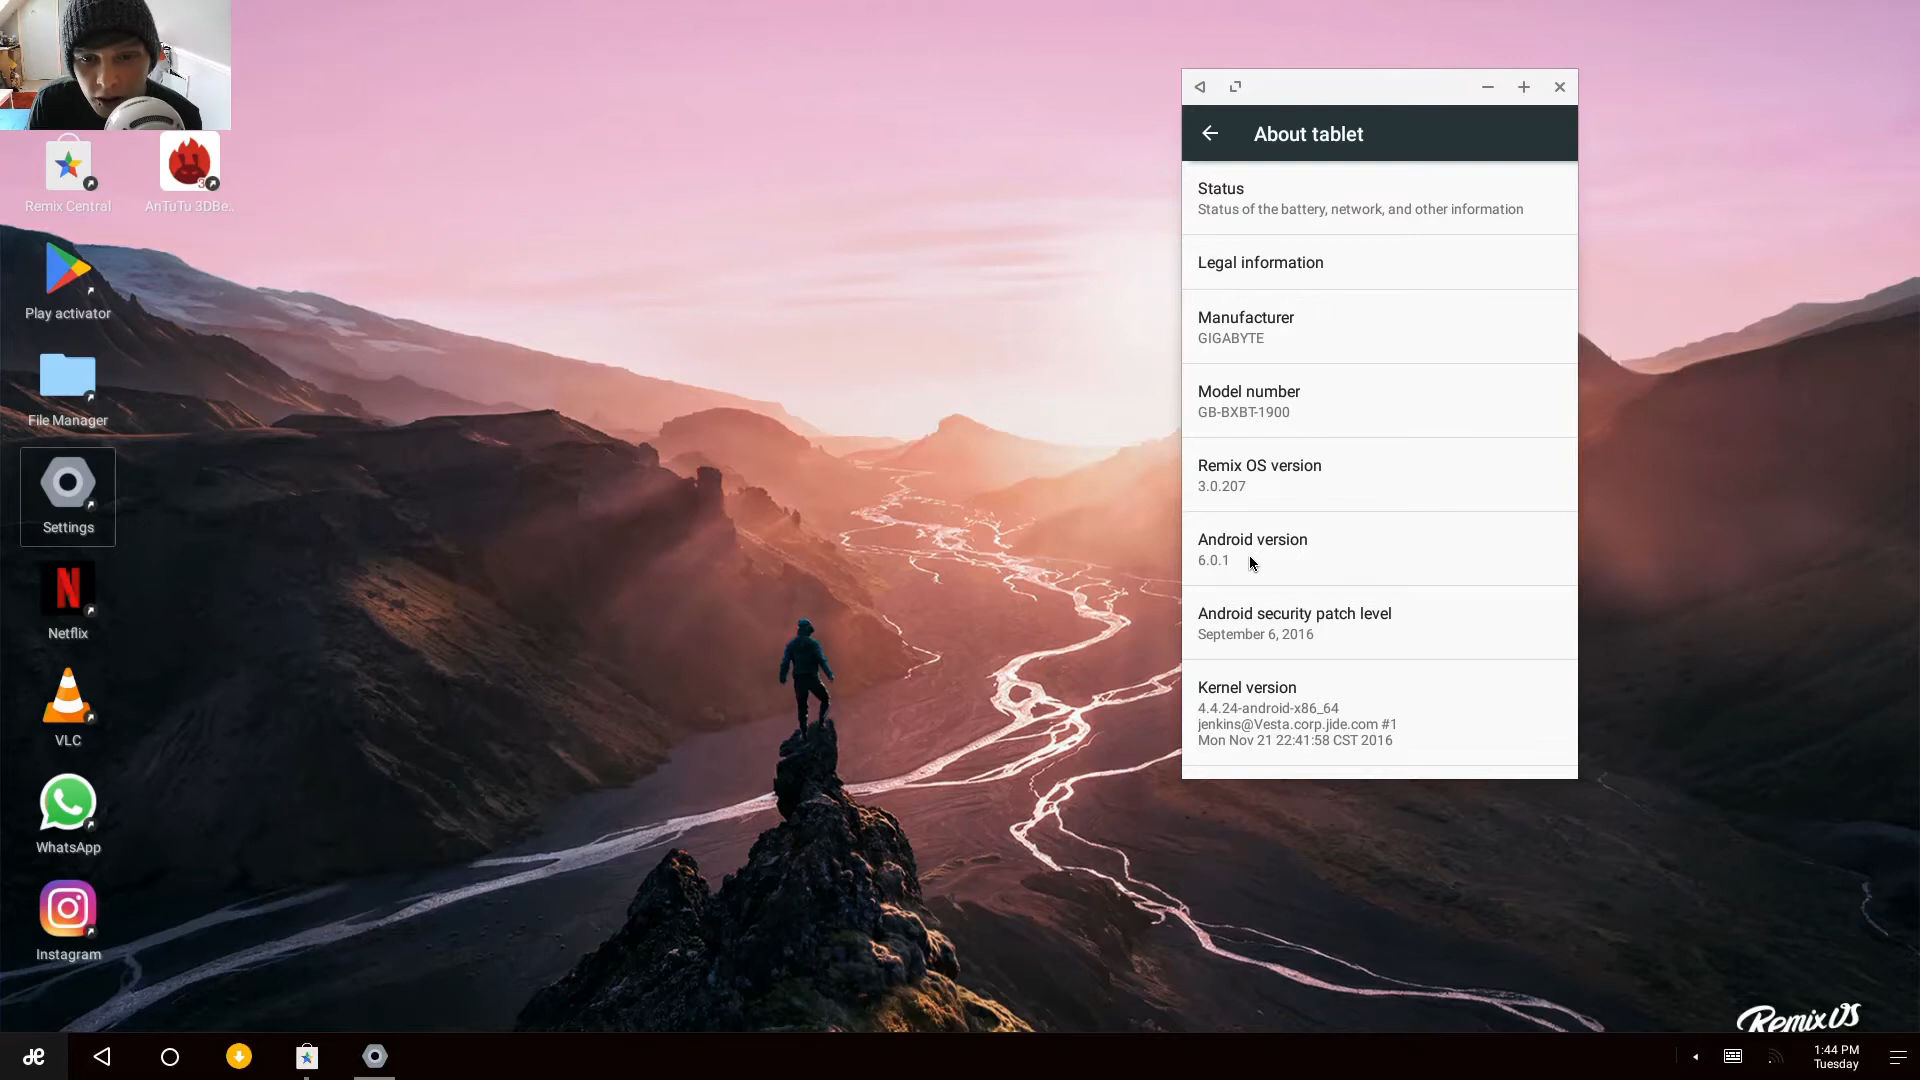 Remix Central
AnTuTu 3DBe..
Play activator
File Manager
Settings
Netflix
VLC
WhatsApp
Instagram
About tablet
Status
Status of the battery, network, and other information
Legal information
Manufacturer
GIGABYTE
Model number
GB-BXBT-1900
Remix OS version
3.0.207
Android version
6.0.1
Android security patch level
September 6, 2016
Kernel version
4.4.24-android-x86_64
jenkins@Vesta.corp.jide.com #1
Mon Nov 21 22:41:58 CST 2016
Remix OS
1:44 PM
Tuesday